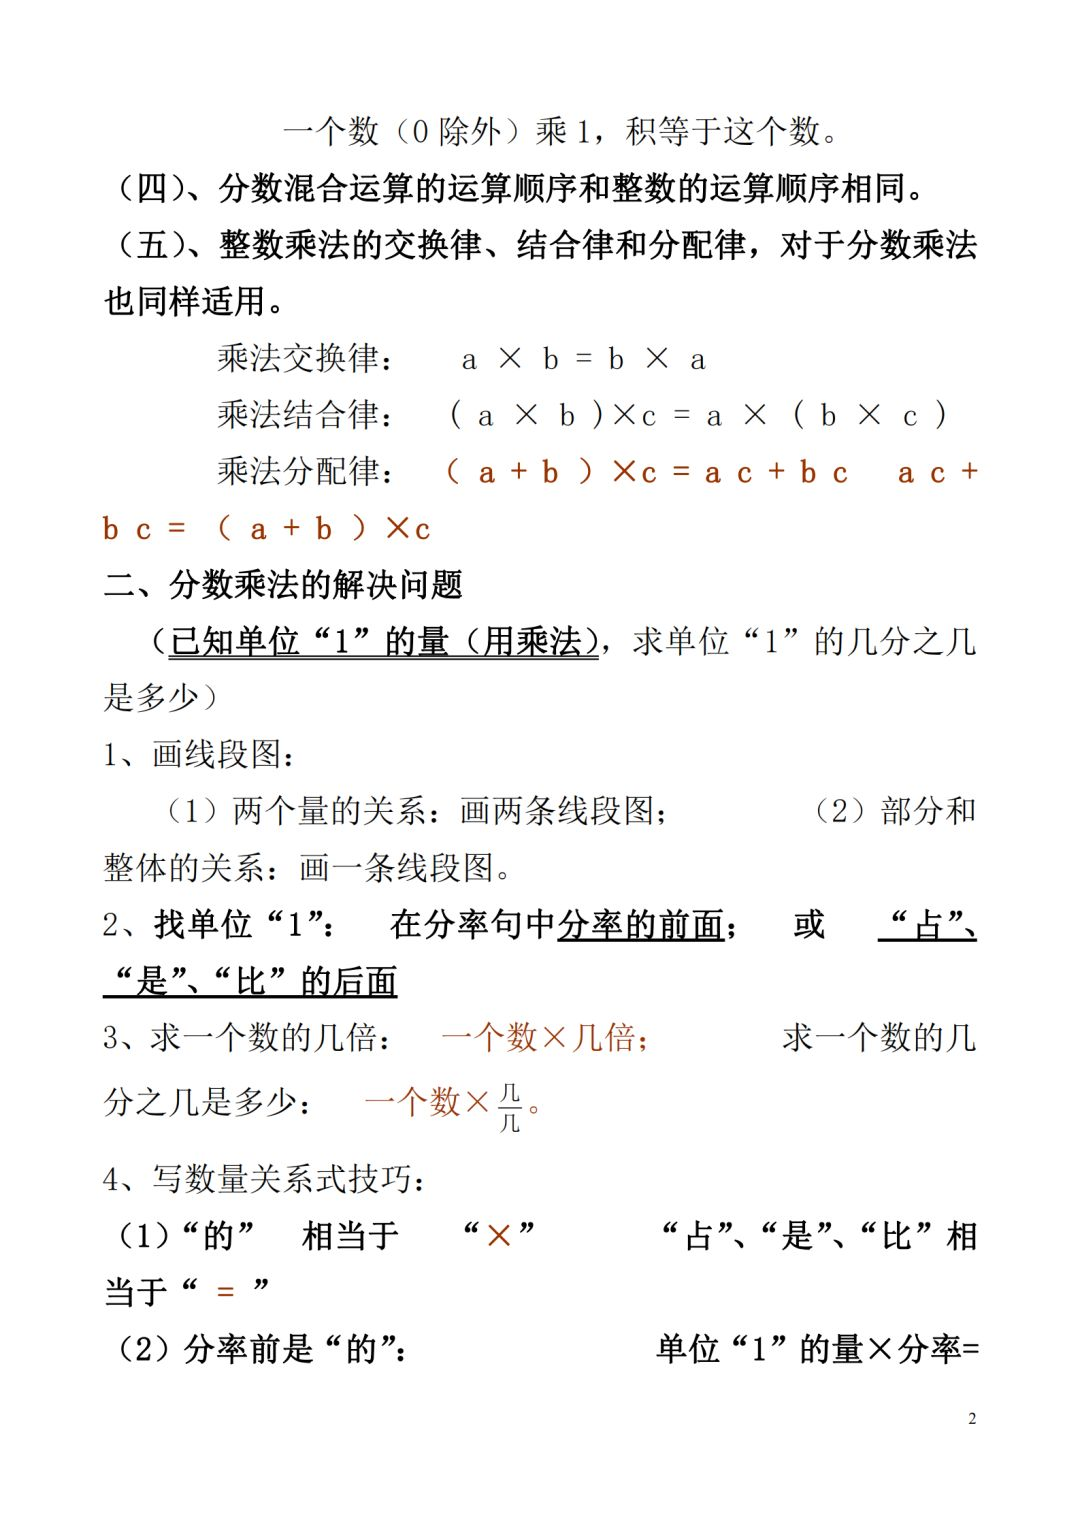 一个数（0 除外）乘 1，积等于这个数。
（四）、分数混合运算的运算顺序和整数的运算顺序相同。
（五）、整数乘法的交换律、结合律和分配律，对于分数乘法
也同样适用。
乘法交换律： a × b = b × a
乘法结合律： ( a × b )×c = a × ( b × c )
乘法分配律： （ a + b ）×c = a c + b c a c +
b c = （ a + b ）×c
二、分数乘法的解决问题
（已知单位“1”的量（用乘法），求单位“1”的几分之几
是多少）
1、画线段图：
（1）两个量的关系：画两条线段图； （2）部分和
整体的关系：画一条线段图。
2、找单位“1”： 在分率句中分率的前面； 或 “占”、
“是”、“比”的后面
3、求一个数的几倍： 一个数×几倍； 求一个数的几
分之几是多少： 一个数×几/几。
4、写数量关系式技巧：
（1）“的” 相当于 “×” “占”、“是”、“比”相
当于“ = ”
（2）分率前是“的”： 单位“1”的量×分率=
2